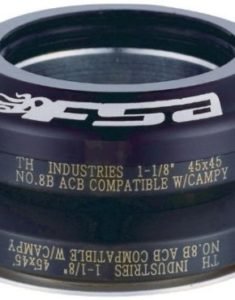 FSA
TH INDUSTRIES 1-1/8" 45x45
NO.8B ACB COMPATIBLE W/CAMPY
NO.8B ACB COMPATIBLE W/CAMPY
TH INDUSTRIES 1-1/8" 45x45